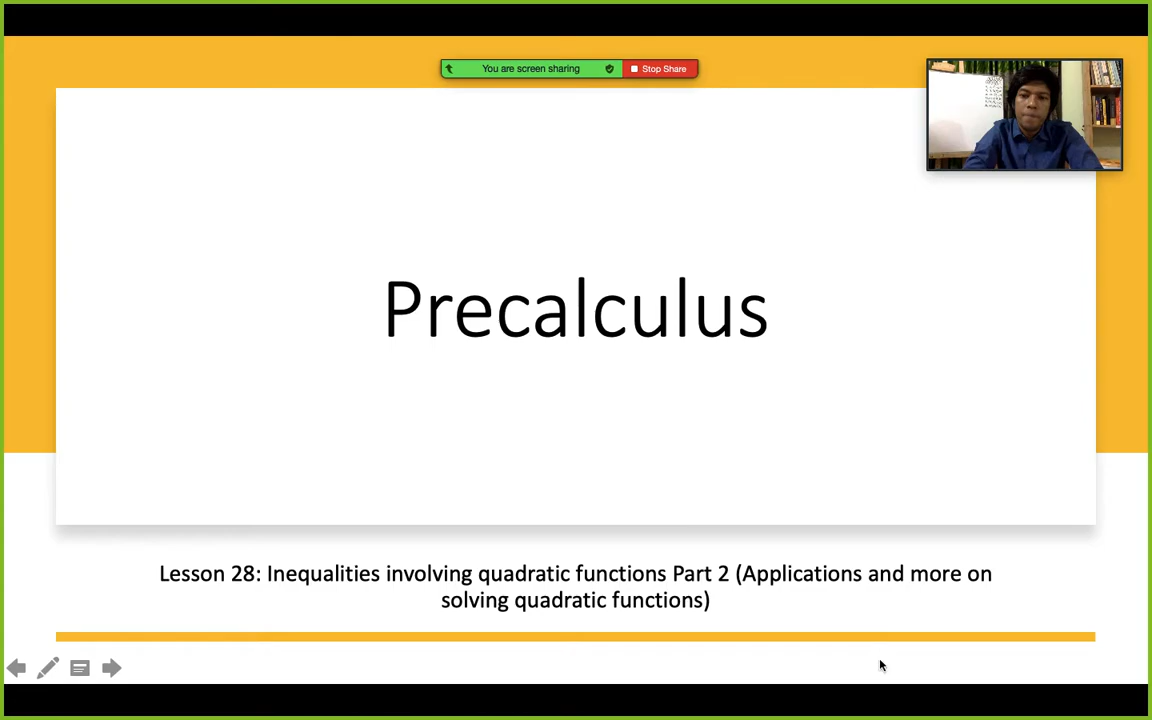 You are screen sharing
Stop Share
Precalculus
Lesson 28: Inequalities involving quadratic functions Part 2 (Applications and more on
solving quadratic functions)